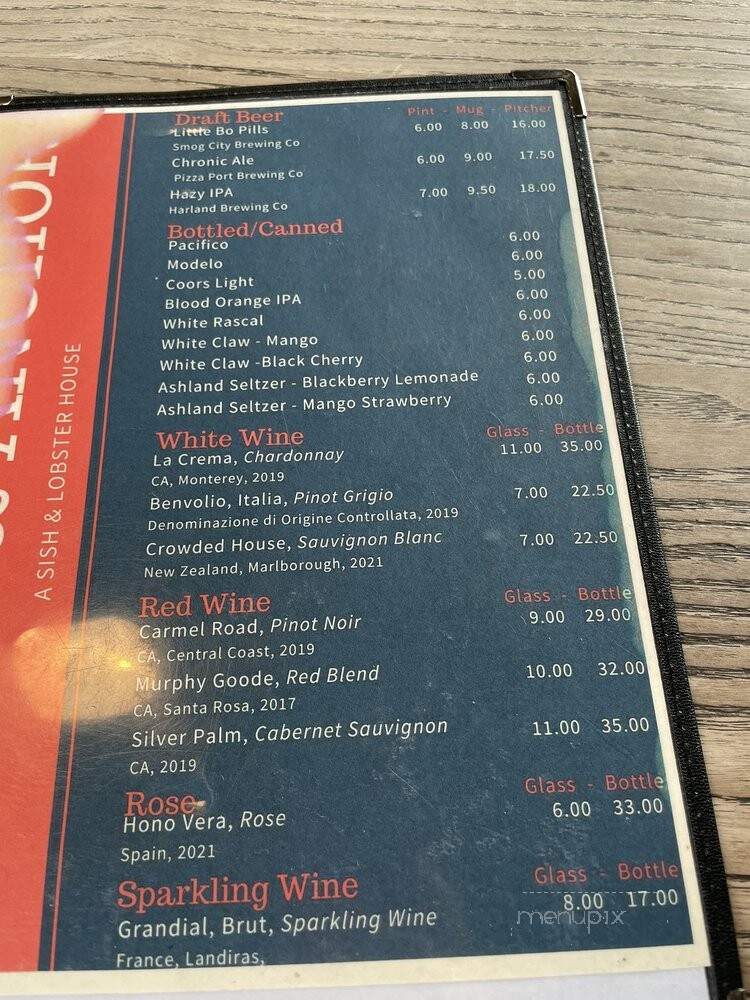 Draft Beer Pint - Mug - Pitcher
Little Bo Pills 6.00 8.00 16.00
Smog City Brewing Co
Chronic Ale 6.00 9.00 17.50
Pizza Port Brewing Co
Hazy IPA 7.00 9.50 18.00
Harland Brewing Co
Bottled/Canned
Pacifico 6.00
Modelo 6.00
Coors Light 5.00
Blood Orange IPA 6.00
White Rascal 6.00
White Claw - Mango 6.00
White Claw -Black Cherry 6.00
Ashland Seltzer - Blackberry Lemonade 6.00
Ashland Seltzer - Mango Strawberry 6.00
White Wine Glass - Bottle
La Crema, Chardonnay 11.00 35.00
CA, Monterey, 2019
Benvolio, Italia, Pinot Grigio 7.00 22.50
Denominazione di Origine Controllata, 2019
Crowded House, Sauvignon Blanc 7.00 22.50
New Zealand, Marlborough, 2021
Red Wine Glass - Bottle
Carmel Road, Pinot Noir 9.00 29.00
CA, Central Coast, 2019
Murphy Goode, Red Blend 10.00 32.00
CA, Santa Rosa, 2017
Silver Palm, Cabernet Sauvignon 11.00 35.00
CA, 2019
Rose Glass - Bottle
Hono Vera, Rose 6.00 33.00
Spain, 2021
Sparkling Wine Glass - Bottle
Grandial, Brut, Sparkling Wine 8.00 17.00
France, Landiras,
A SISH & LOBSTER HOUSE
menupix